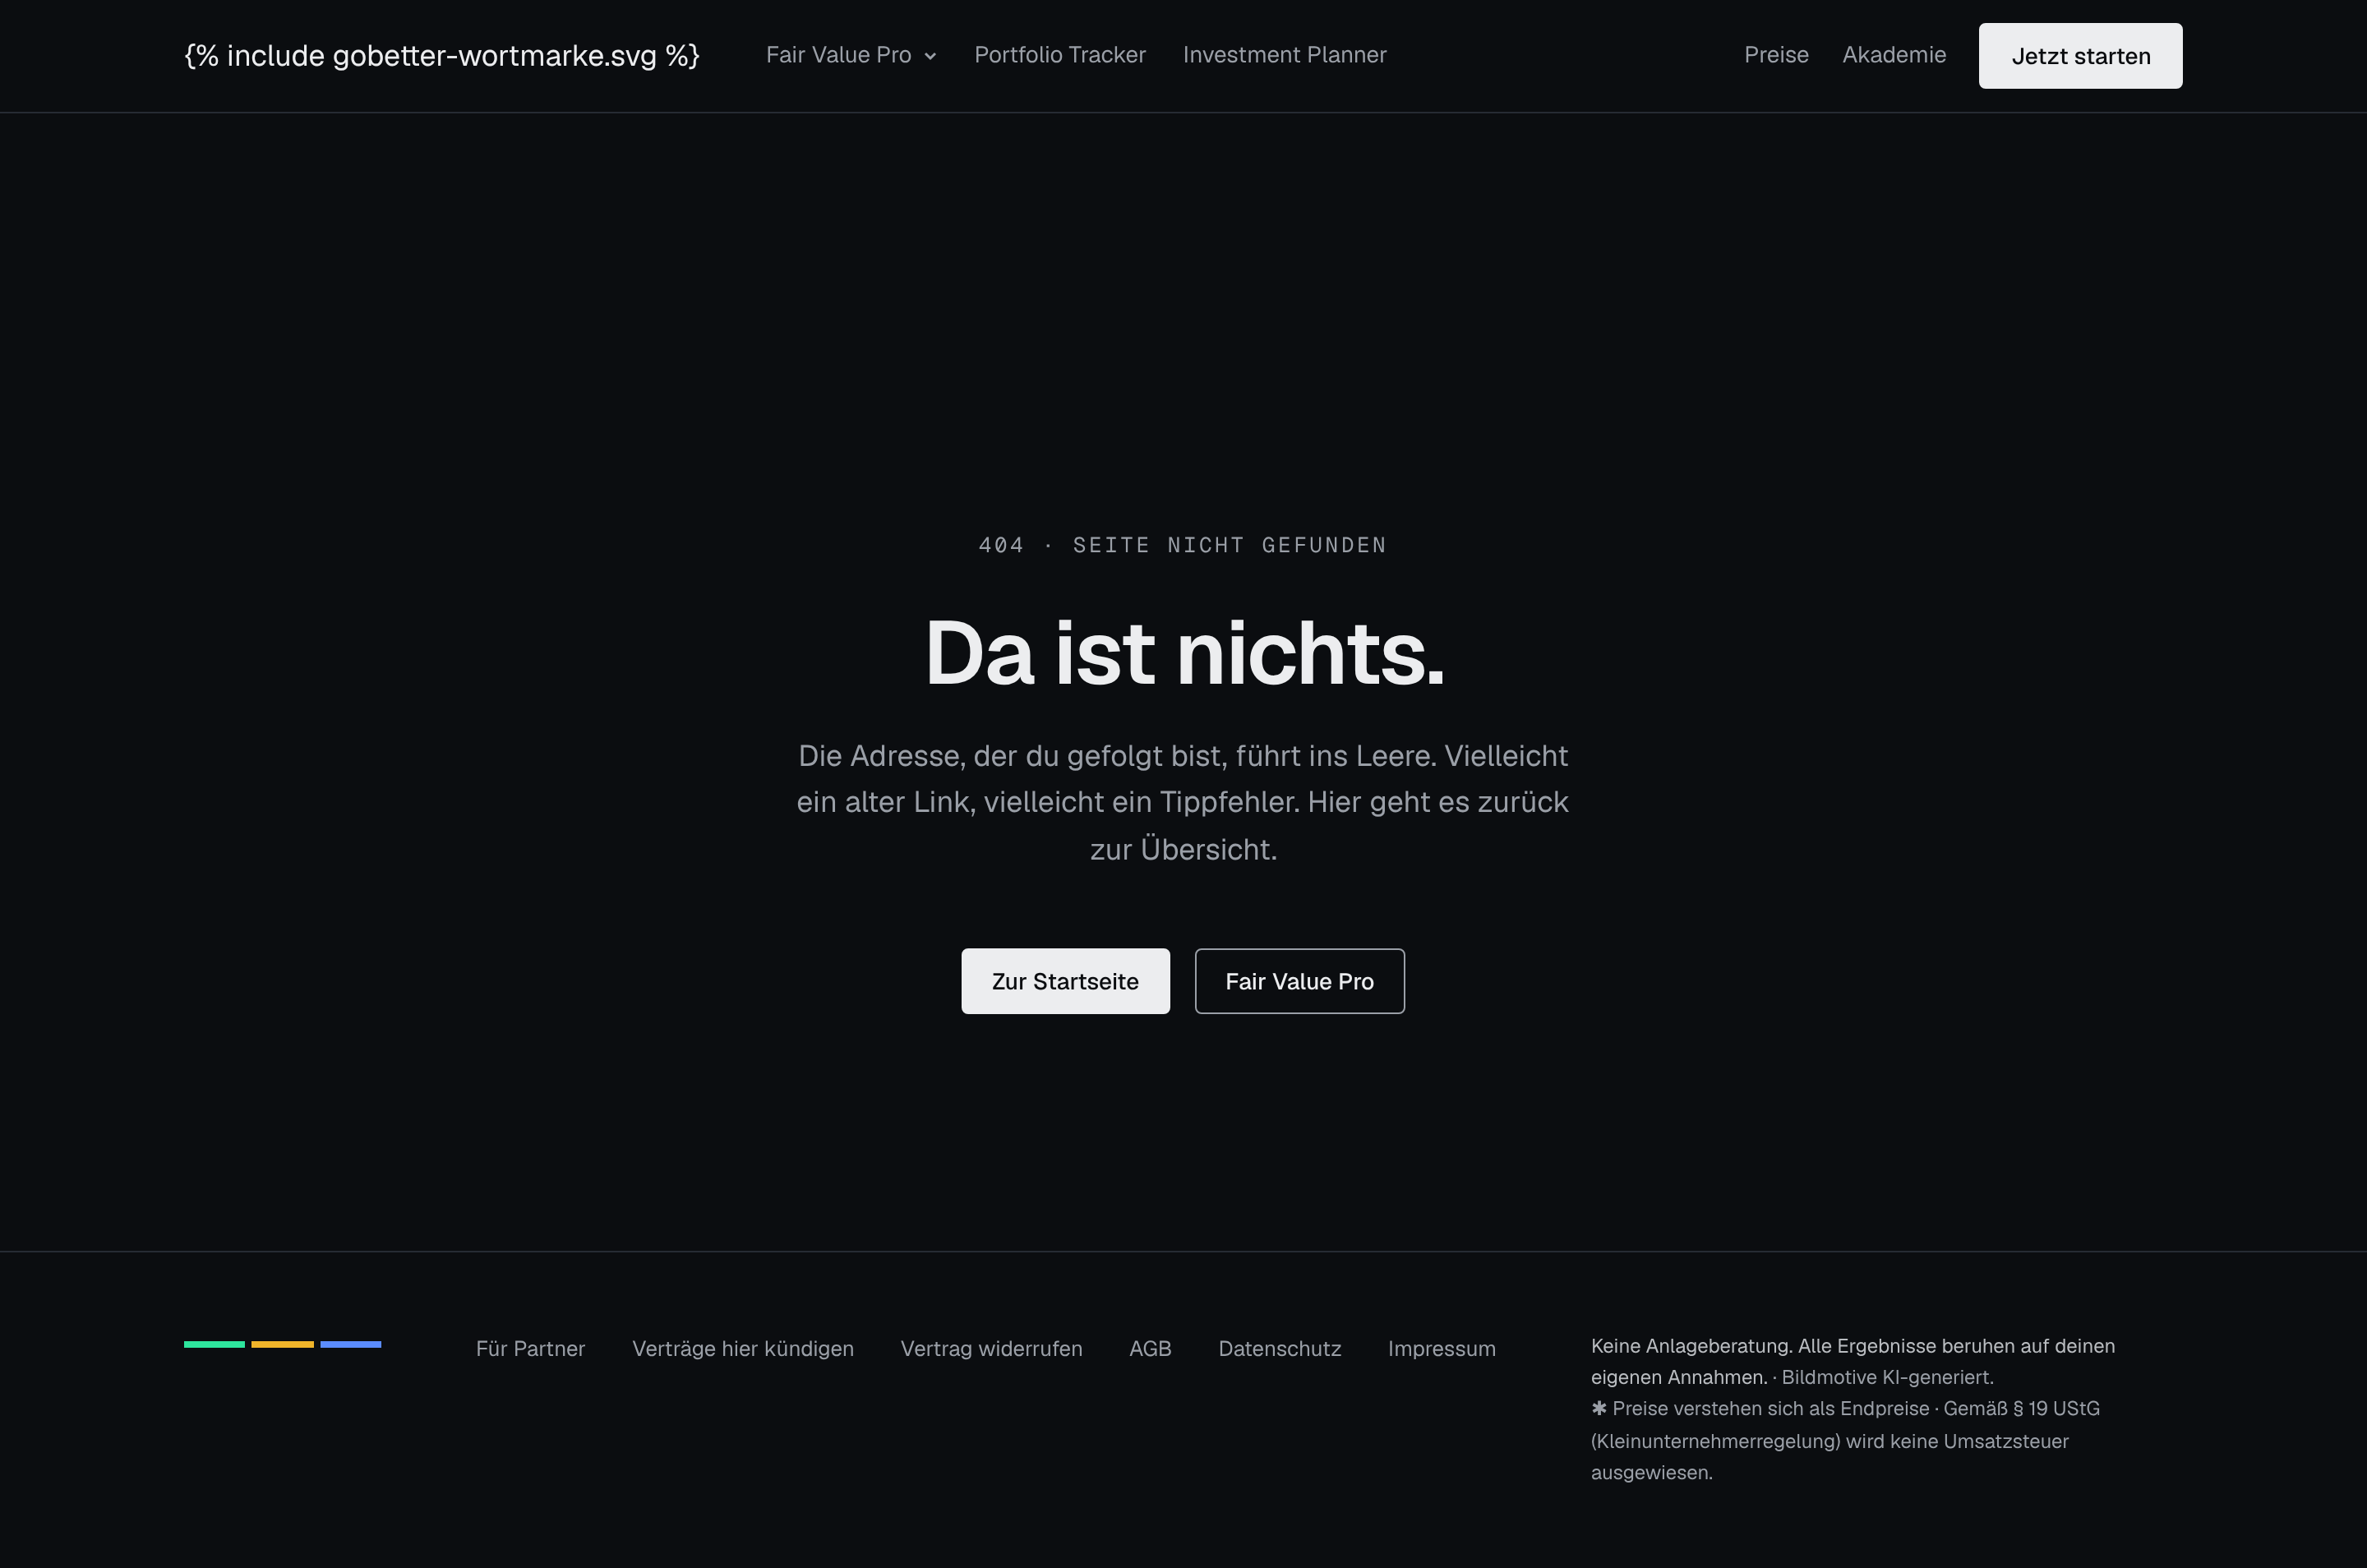 {% include gobetter-wortmarke.svg %}
Fair Value Pro
Portfolio Tracker
Investment Planner
Preise
Akademie
Jetzt starten
404 · SEITE NICHT GEFUNDEN
Da ist nichts.
Die Adresse, der du gefolgt bist, führt ins Leere. Vielleicht
ein alter Link, vielleicht ein Tippfehler. Hier geht es zurück
zur Übersicht.
Zur Startseite
Fair Value Pro
Für Partner
Verträge hier kündigen
Vertrag widerrufen
AGB
Datenschutz
Impressum
Keine Anlageberatung. Alle Ergebnisse beruhen auf deinen
eigenen Annahmen. · Bildmotive KI-generiert.
✱ Preise verstehen sich als Endpreise · Gemäß § 19 UStG
(Kleinunternehmerregelung) wird keine Umsatzsteuer
ausgewiesen.